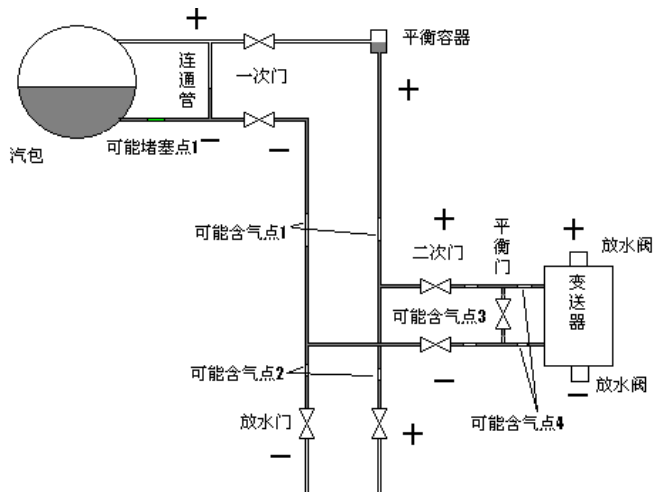 +
平衡容器
连通管
一次门
+
汽包
可能堵塞点1
−
−
可能含气点1
+
二次门
平衡门
+
放水阀
变送器
可能含气点3
可能含气点2
−
−
放水阀
放水门
+
可能含气点4
−